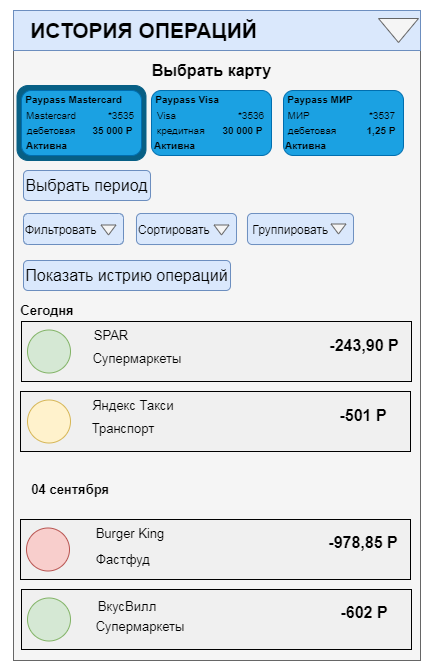 ИСТОРИЯ ОПЕРАЦИЙ
Выбрать карту
Paypass Mastercard
Mastercard *3535
дебетовая 35 000 Р
Активна
Paypass Visa
Visa *3536
кредитная 30 000 Р
Активна
Paypass МИР
МИР *3537
дебетовая 1,25 Р
Активна
Выбрать период
Фильтровать
Сортировать
Группировать
Показать истрию операций
Сегодня
SPAR
Супермаркеты
-243,90 Р
Яндекс Такси
Транспорт
-501 Р
04 сентября
Burger King
Фастфуд
-978,85 Р
ВкусВилл
Супермаркеты
-602 Р